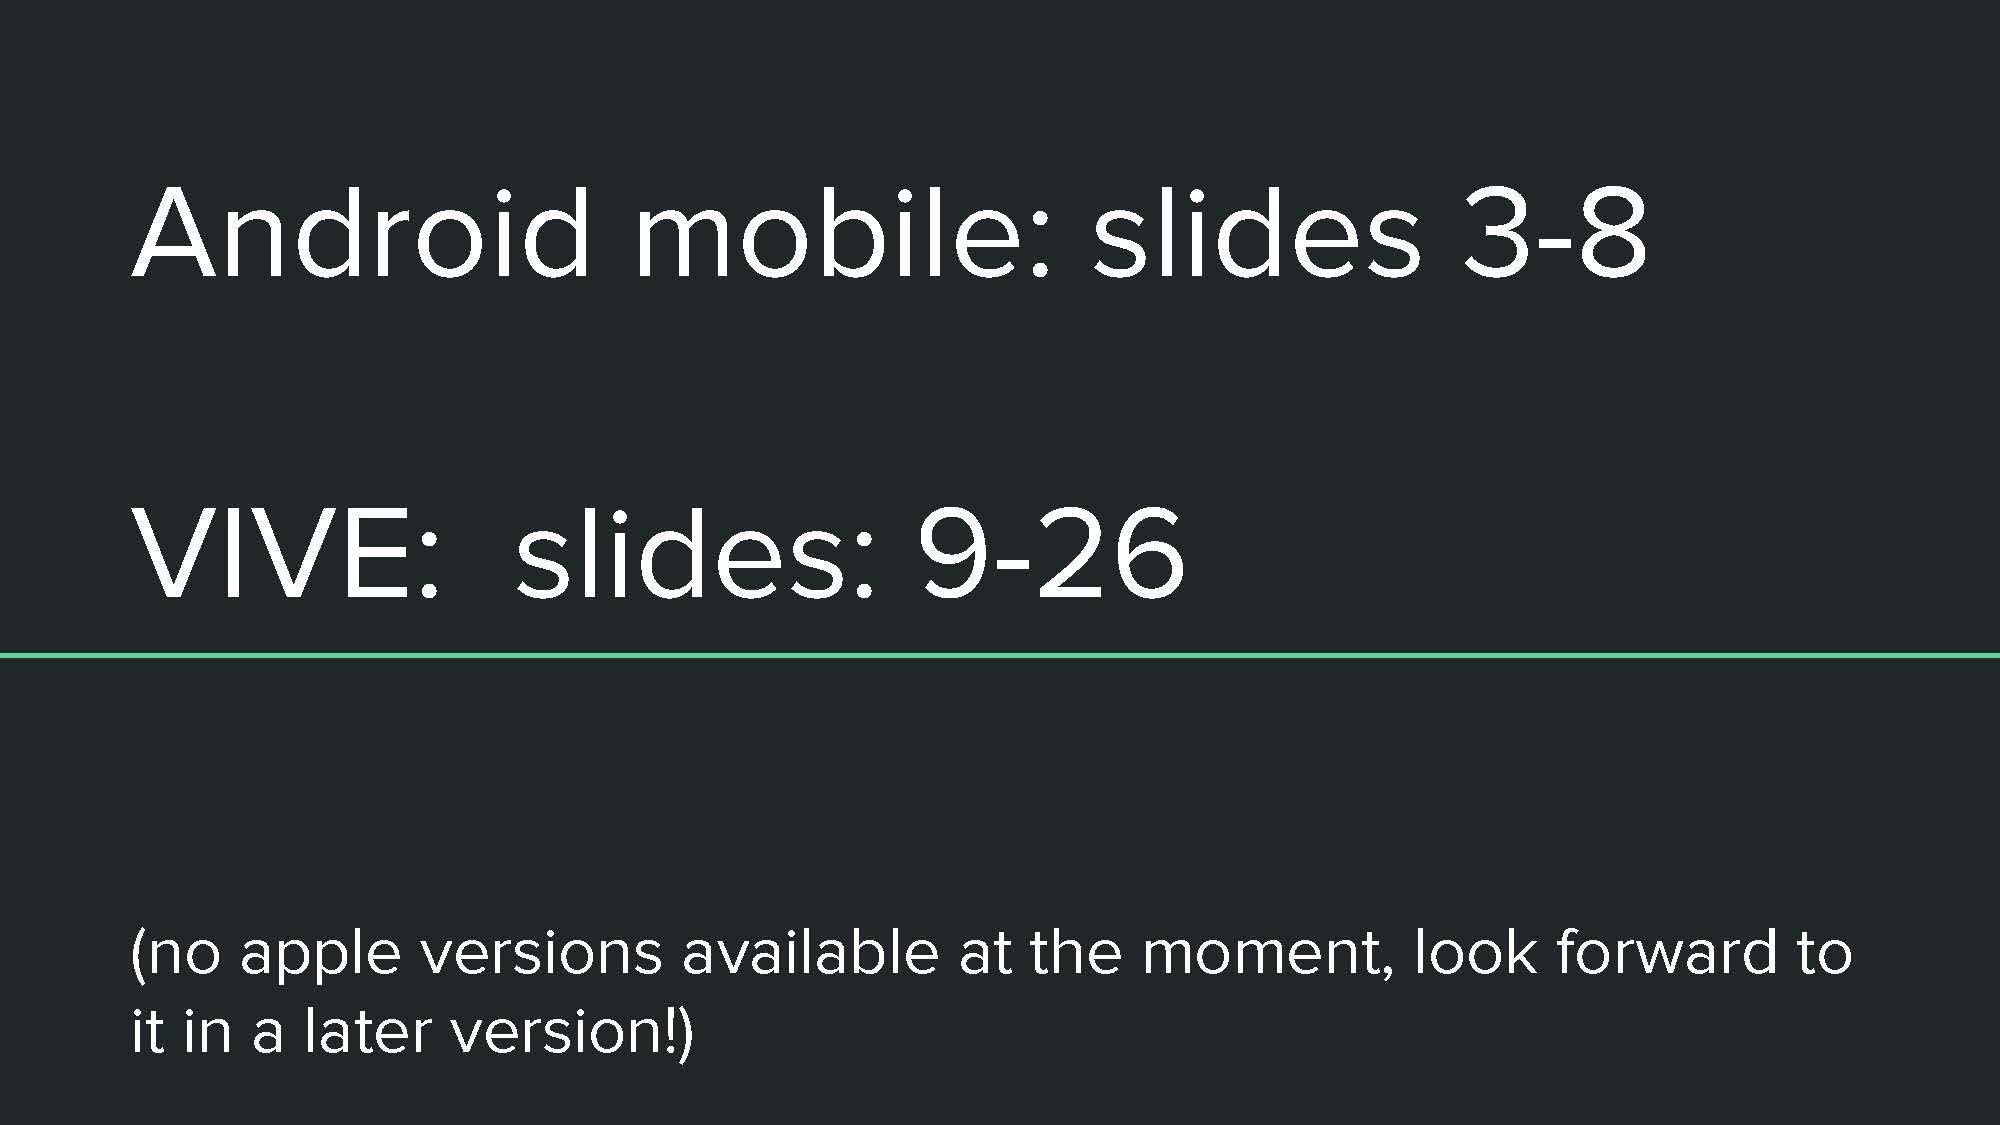 Android mobile: slides 3-8
VIVE:  slides: 9-26
(no apple versions available at the moment, look forward to
it in a later version!)